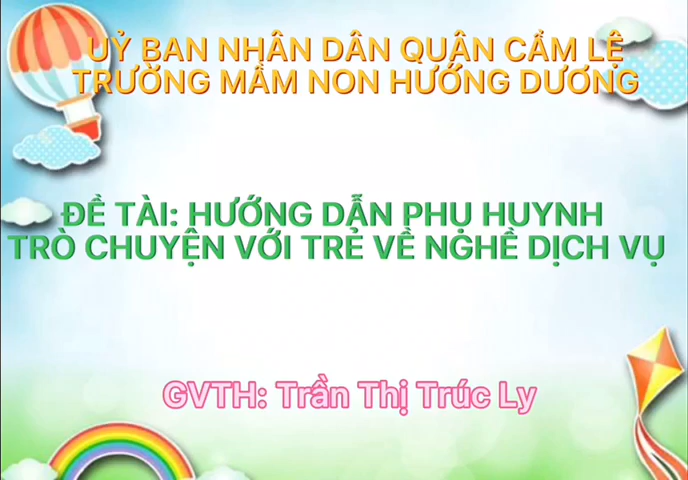 UỶ BAN NHÂN DÂN QUẬN CẨM LỆ
TRƯỜNG MẦM NON HƯỚNG DƯƠNG
ĐỀ TÀI: HƯỚNG DẪN PHỤ HUYNH
TRÒ CHUYỆN VỚI TRẺ VỀ NGHỀ DỊCH VỤ
GVTH: Trần Thị Trúc Ly